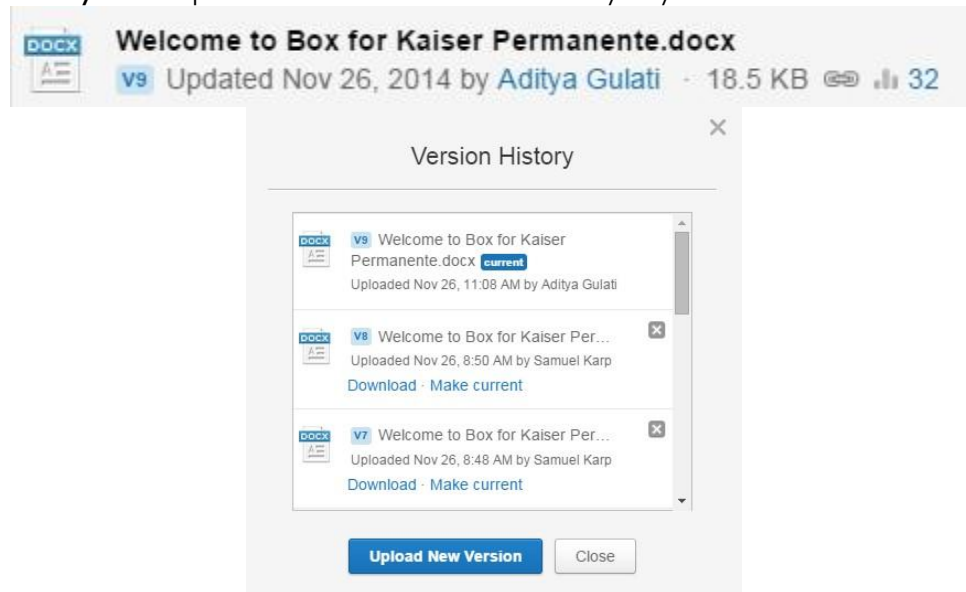 DOCX
Welcome to Box for Kaiser Permanente.docx
V9 Updated Nov 26, 2014 by Aditya Gulati · 18.5 KB 32
Version History
DOCX
V9 Welcome to Box for Kaiser
Permanente.docx current
Uploaded Nov 26, 11:08 AM by Aditya Gulati
DOCX
V8 Welcome to Box for Kaiser Per...
Uploaded Nov 26, 8:50 AM by Samuel Karp
Download · Make current
DOCX
V7 Welcome to Box for Kaiser Per...
Uploaded Nov 26, 8:48 AM by Samuel Karp
Download · Make current
Upload New Version
Close